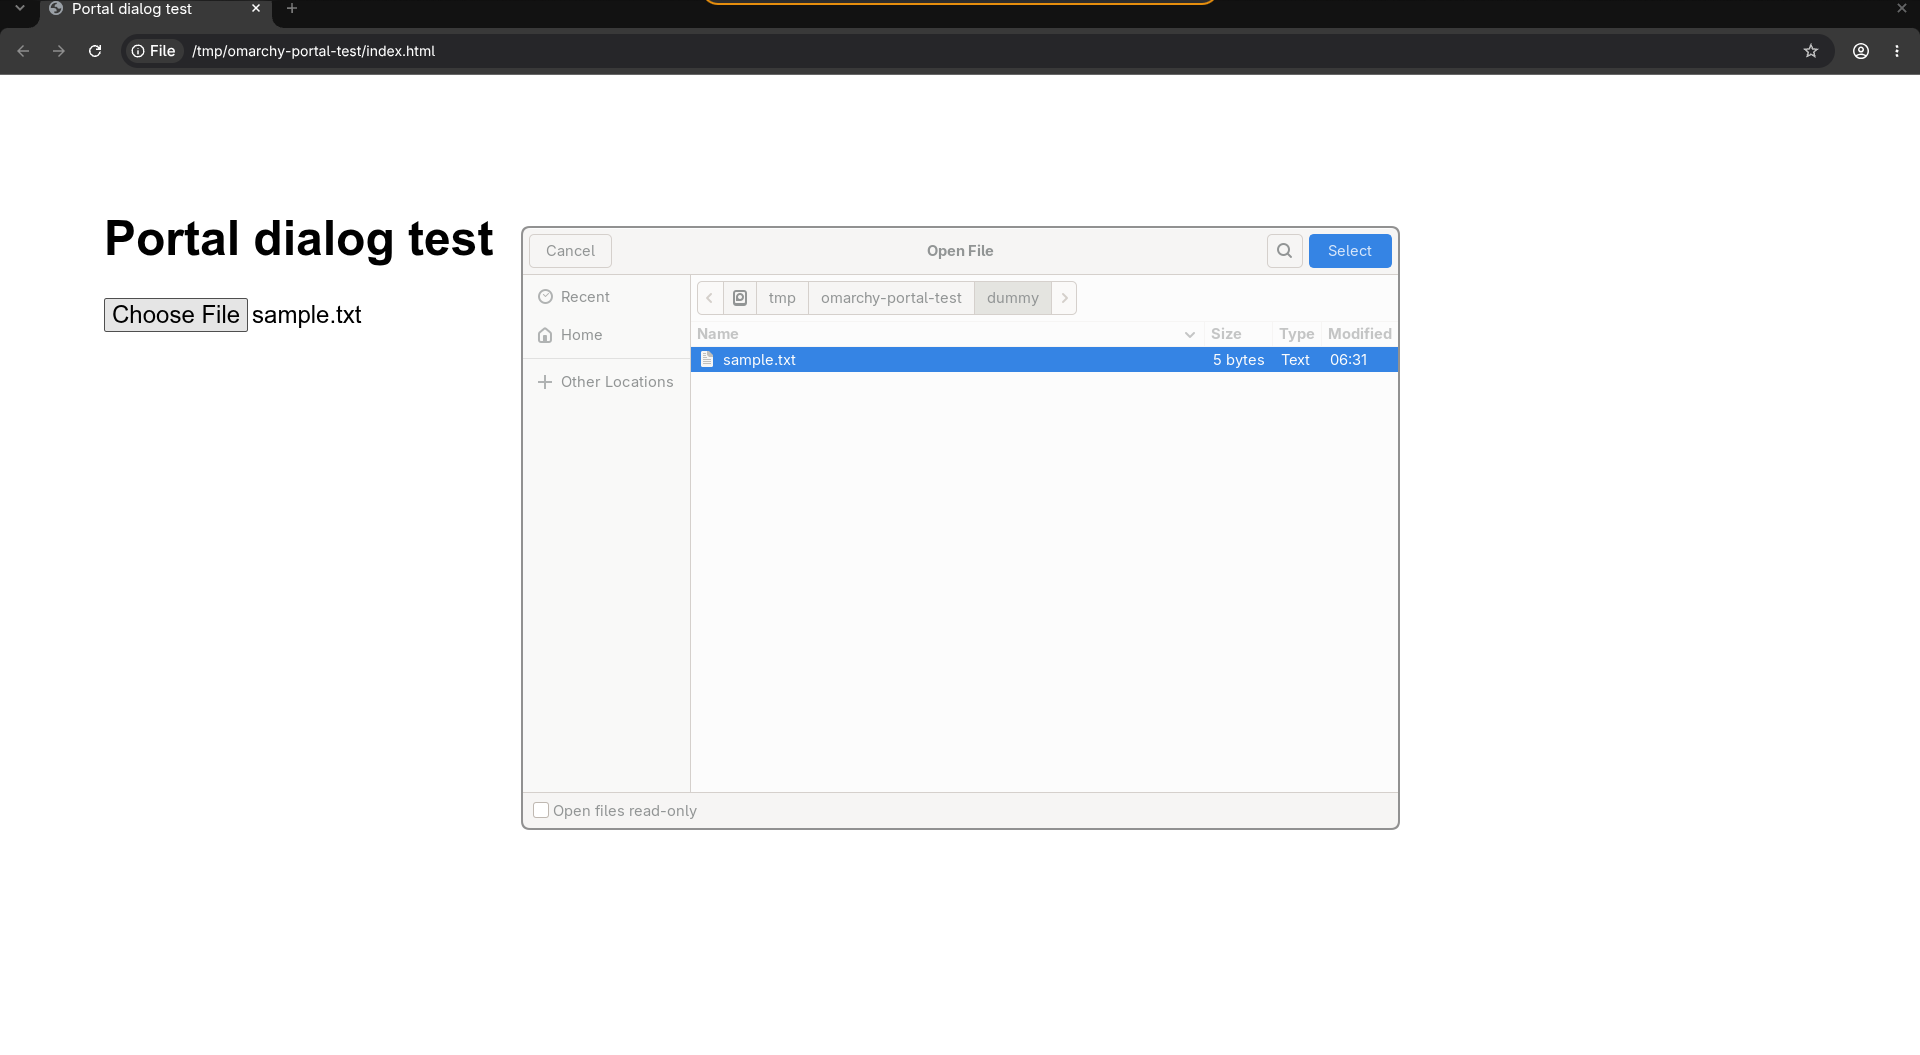 Portal dialog test
File /tmp/omarchy-portal-test/index.html
Portal dialog test
Choose File sample.txt
Cancel Open File Select
Recent
Home
Other Locations
tmp omarchy-portal-test dummy
Name Size Type Modified
sample.txt 5 bytes Text 06:31
Open files read-only